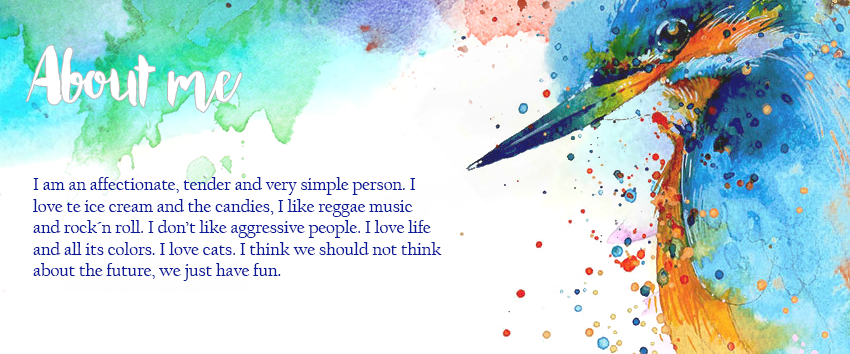 About me
I am an affectionate, tender and very simple person. I
love te ice cream and the candies, I like reggae music
and rock´n roll. I don't like aggressive people. I love life
and all its colors. I love cats. I think we should not think
about the future, we just have fun.